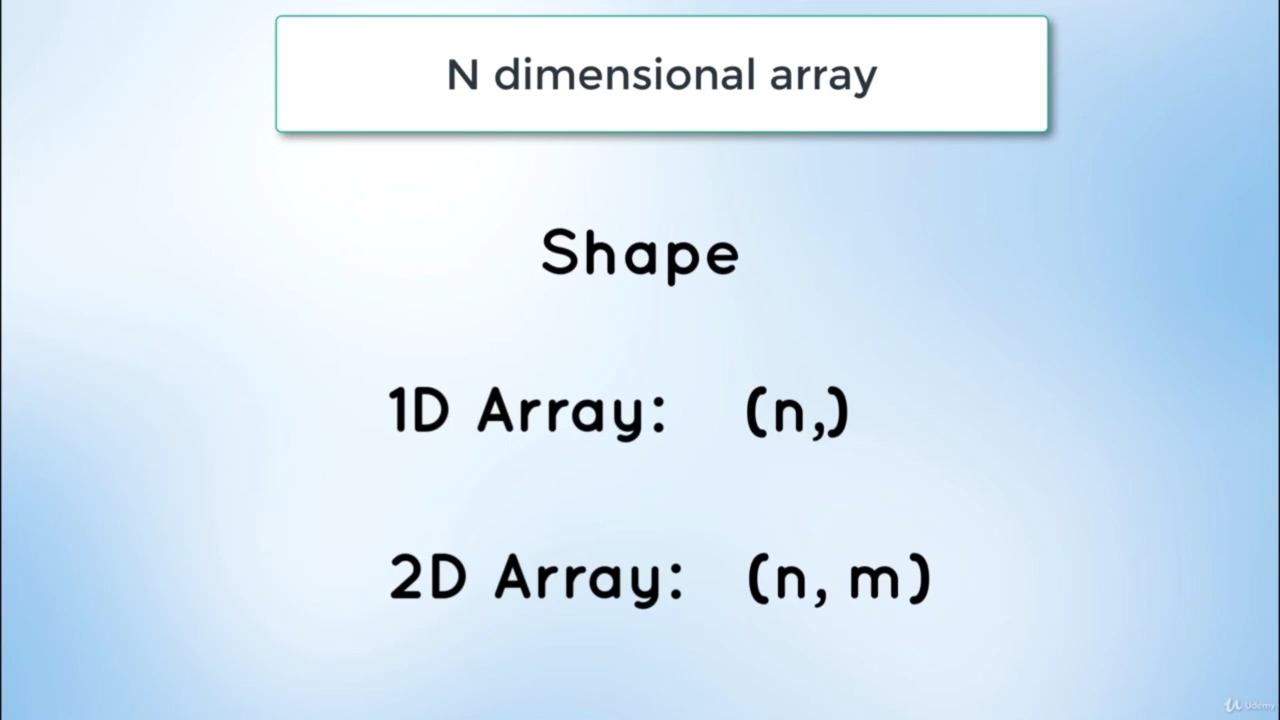 N dimensional array
Shape
1D Array: (n,)
2D Array: (n, m)
Udemy